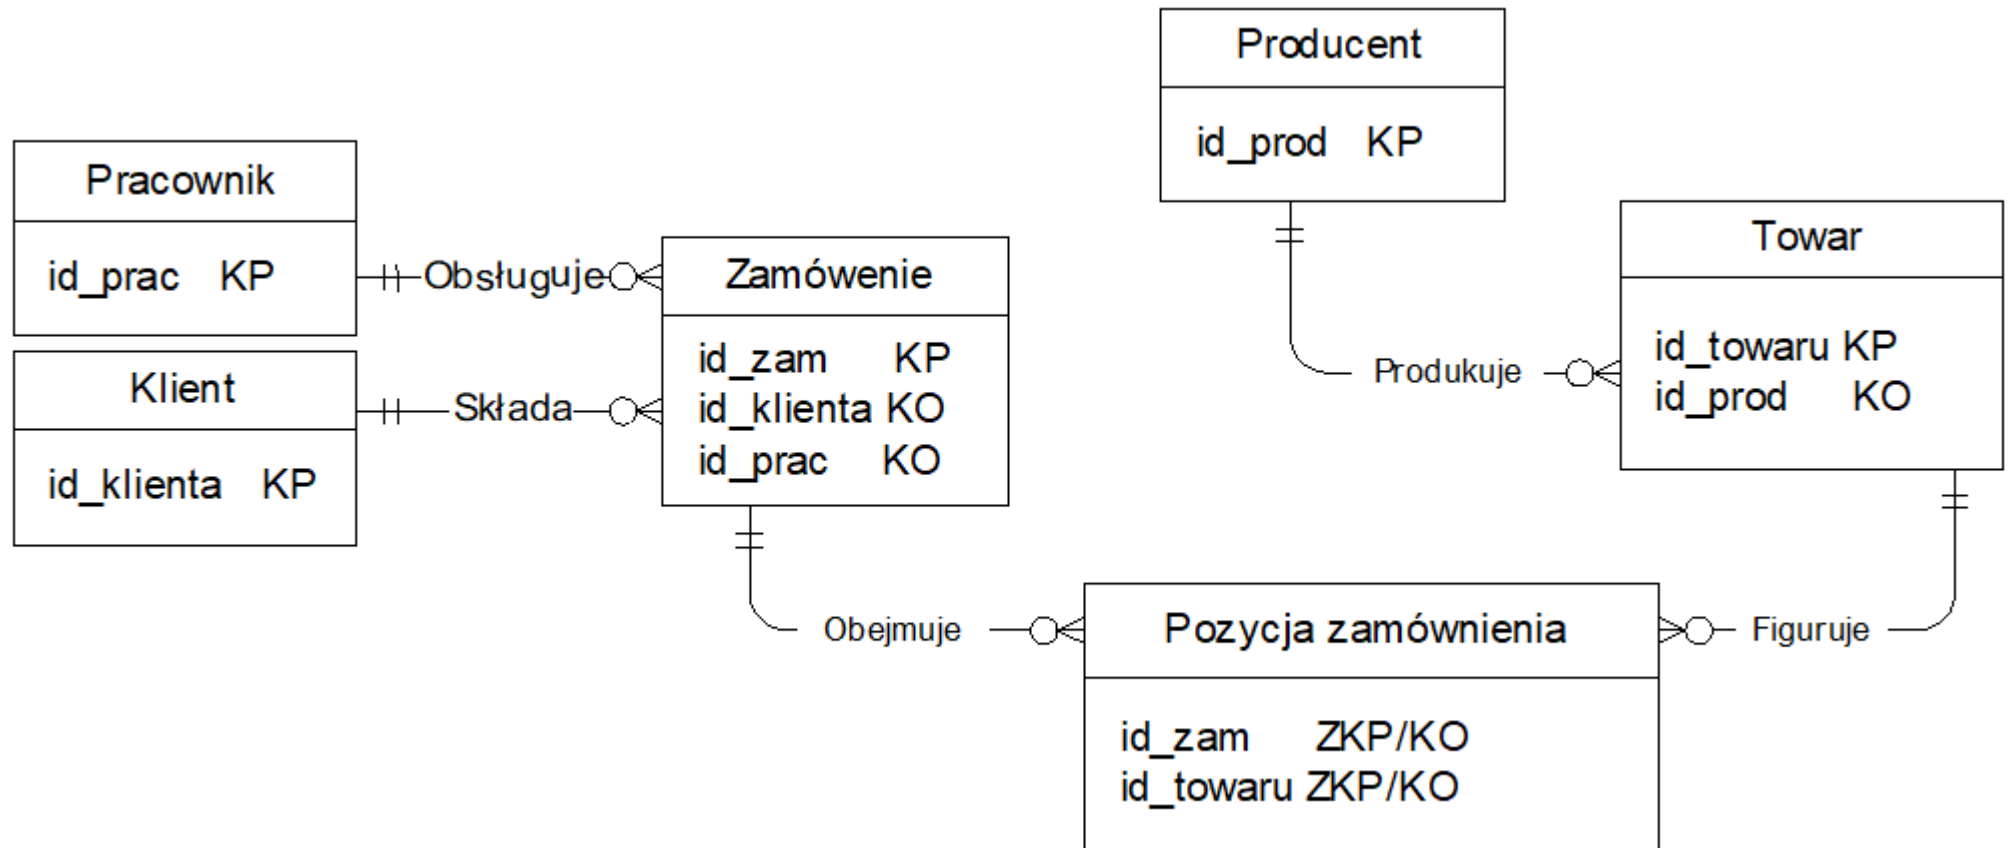 Producent
id_prod KP
Pracownik
id_prac KP
Obsługuje
Klient
id_klienta KP
Składa
Zamówenie
id_zam KP
id_klienta KO
id_prac KO
Produkuje
Towar
id_towaru KP
id_prod KO
Obejmuje
Pozycja zamównienia
id_zam ZKP/KO
id_towaru ZKP/KO
Figuruje